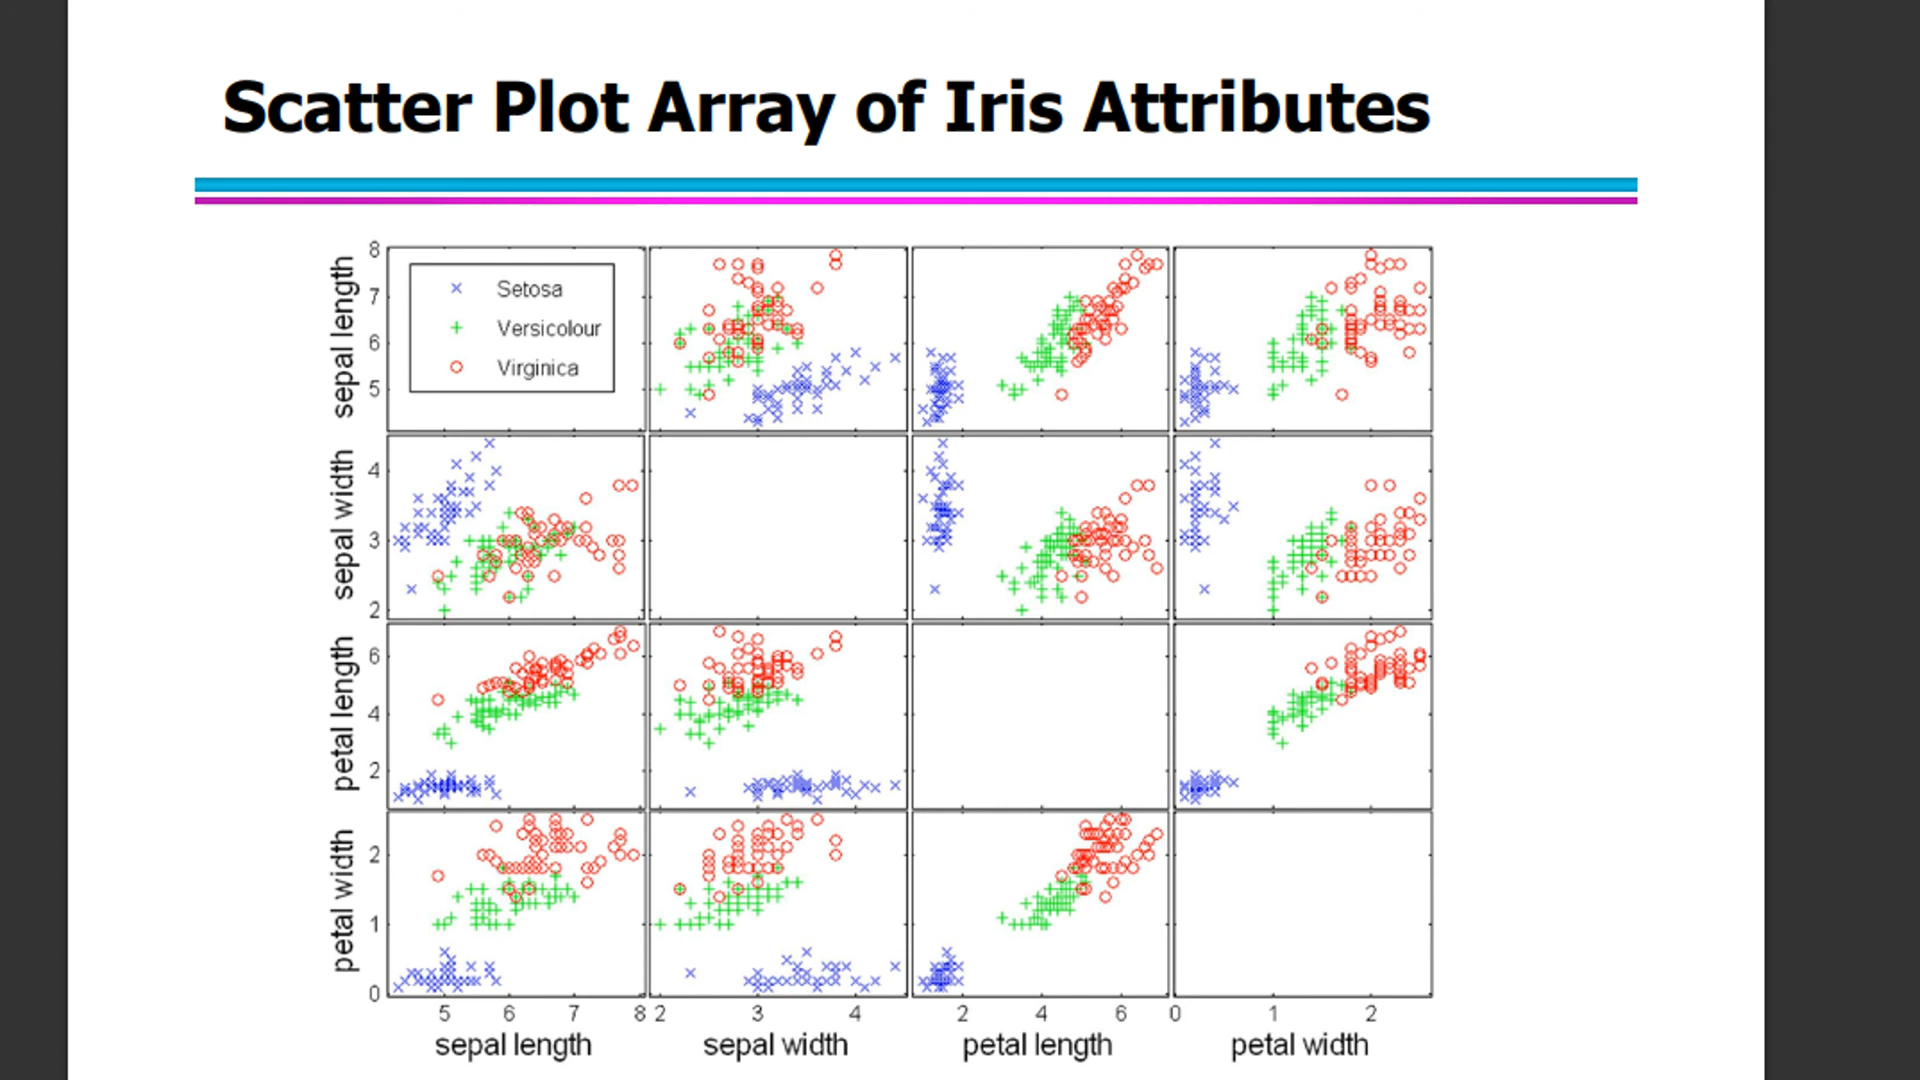 Scatter Plot Array of Iris Attributes
Setosa
Versicolour
Virginica
sepal length
8
7
6
5
sepal width
4
3
2
petal length
6
4
2
petal width
2
1
0
5 6 7 8 2 3 4 2 4 6 0 1 2
sepal length sepal width petal length petal width